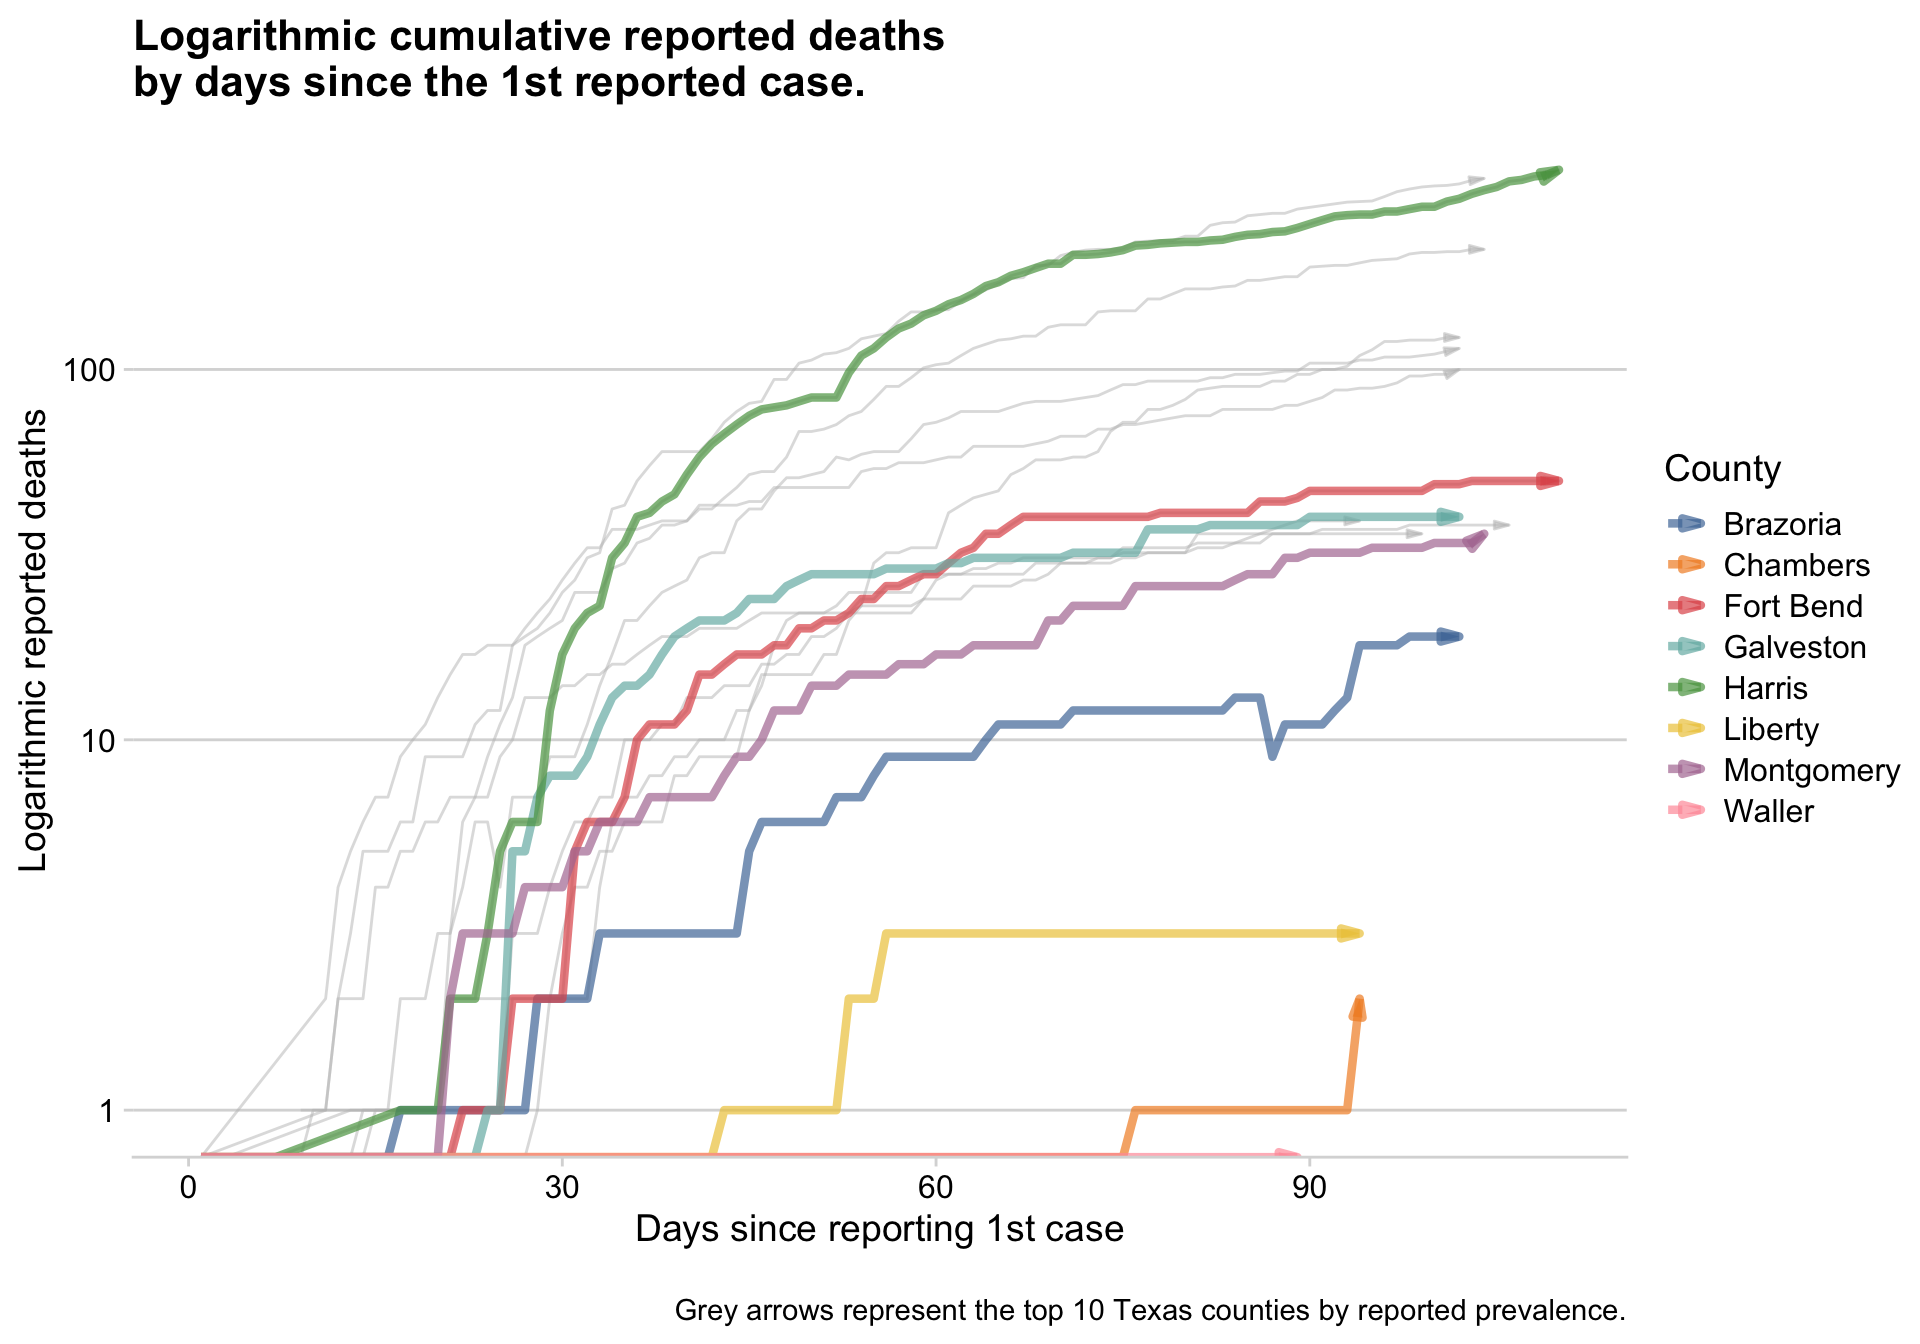 Logarithmic cumulative reported deaths
by days since the 1st reported case.
Logarithmic reported deaths
100
10
1
0
30
60
90
Days since reporting 1st case
County
Brazoria
Chambers
Fort Bend
Galveston
Harris
Liberty
Montgomery
Waller
Grey arrows represent the top 10 Texas counties by reported prevalence.